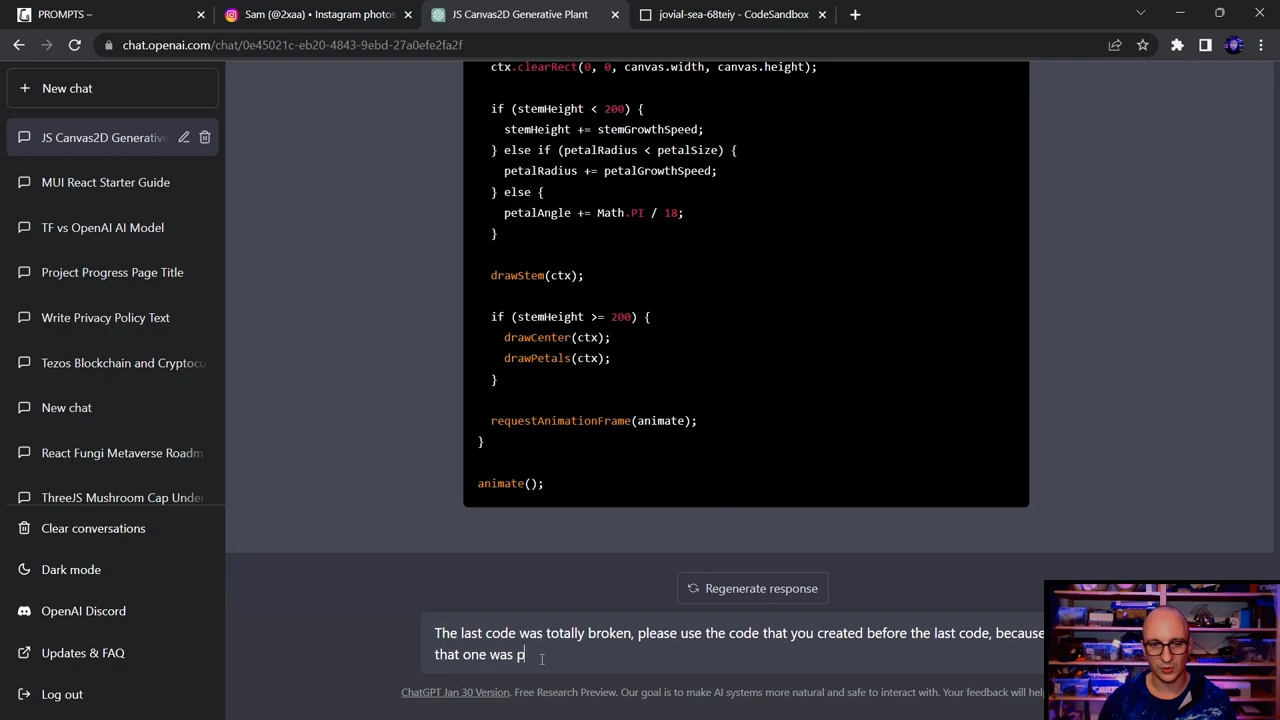 PROMPTS –
Sam (@2xaa) • Instagram photos
JS Canvas2D Generative Plant
jovial-sea-68teiy - CodeSandbox
chat.openai.com/chat/0e45021c-eb20-4843-9ebd-27a0efe2fa2f
New chat
JS Canvas2D Generative
MUI React Starter Guide
TF vs OpenAI AI Model
Project Progress Page Title
Write Privacy Policy Text
Tezos Blockchain and Cryptocu
New chat
React Fungi Metaverse Roadm
ThreeJS Mushroom Cap Under
Clear conversations
Dark mode
OpenAI Discord
Updates & FAQ
Log out
ctx.clearRect(0, 0, canvas.width, canvas.height);
if (stemHeight < 200) {
stemHeight += stemGrowthSpeed;
} else if (petalRadius < petalSize) {
petalRadius += petalGrowthSpeed;
} else {
petalAngle += Math.PI / 18;
}
drawStem(ctx);
if (stemHeight >= 200) {
drawCenter(ctx);
drawPetals(ctx);
}
requestAnimationFrame(animate);
}
animate();
Regenerate response
The last code was totally broken, please use the code that you created before the last code, because
that one was p
ChatGPT Jan 30 Version. Free Research Preview. Our goal is to make AI systems more natural and safe to interact with. Your feedback will hel